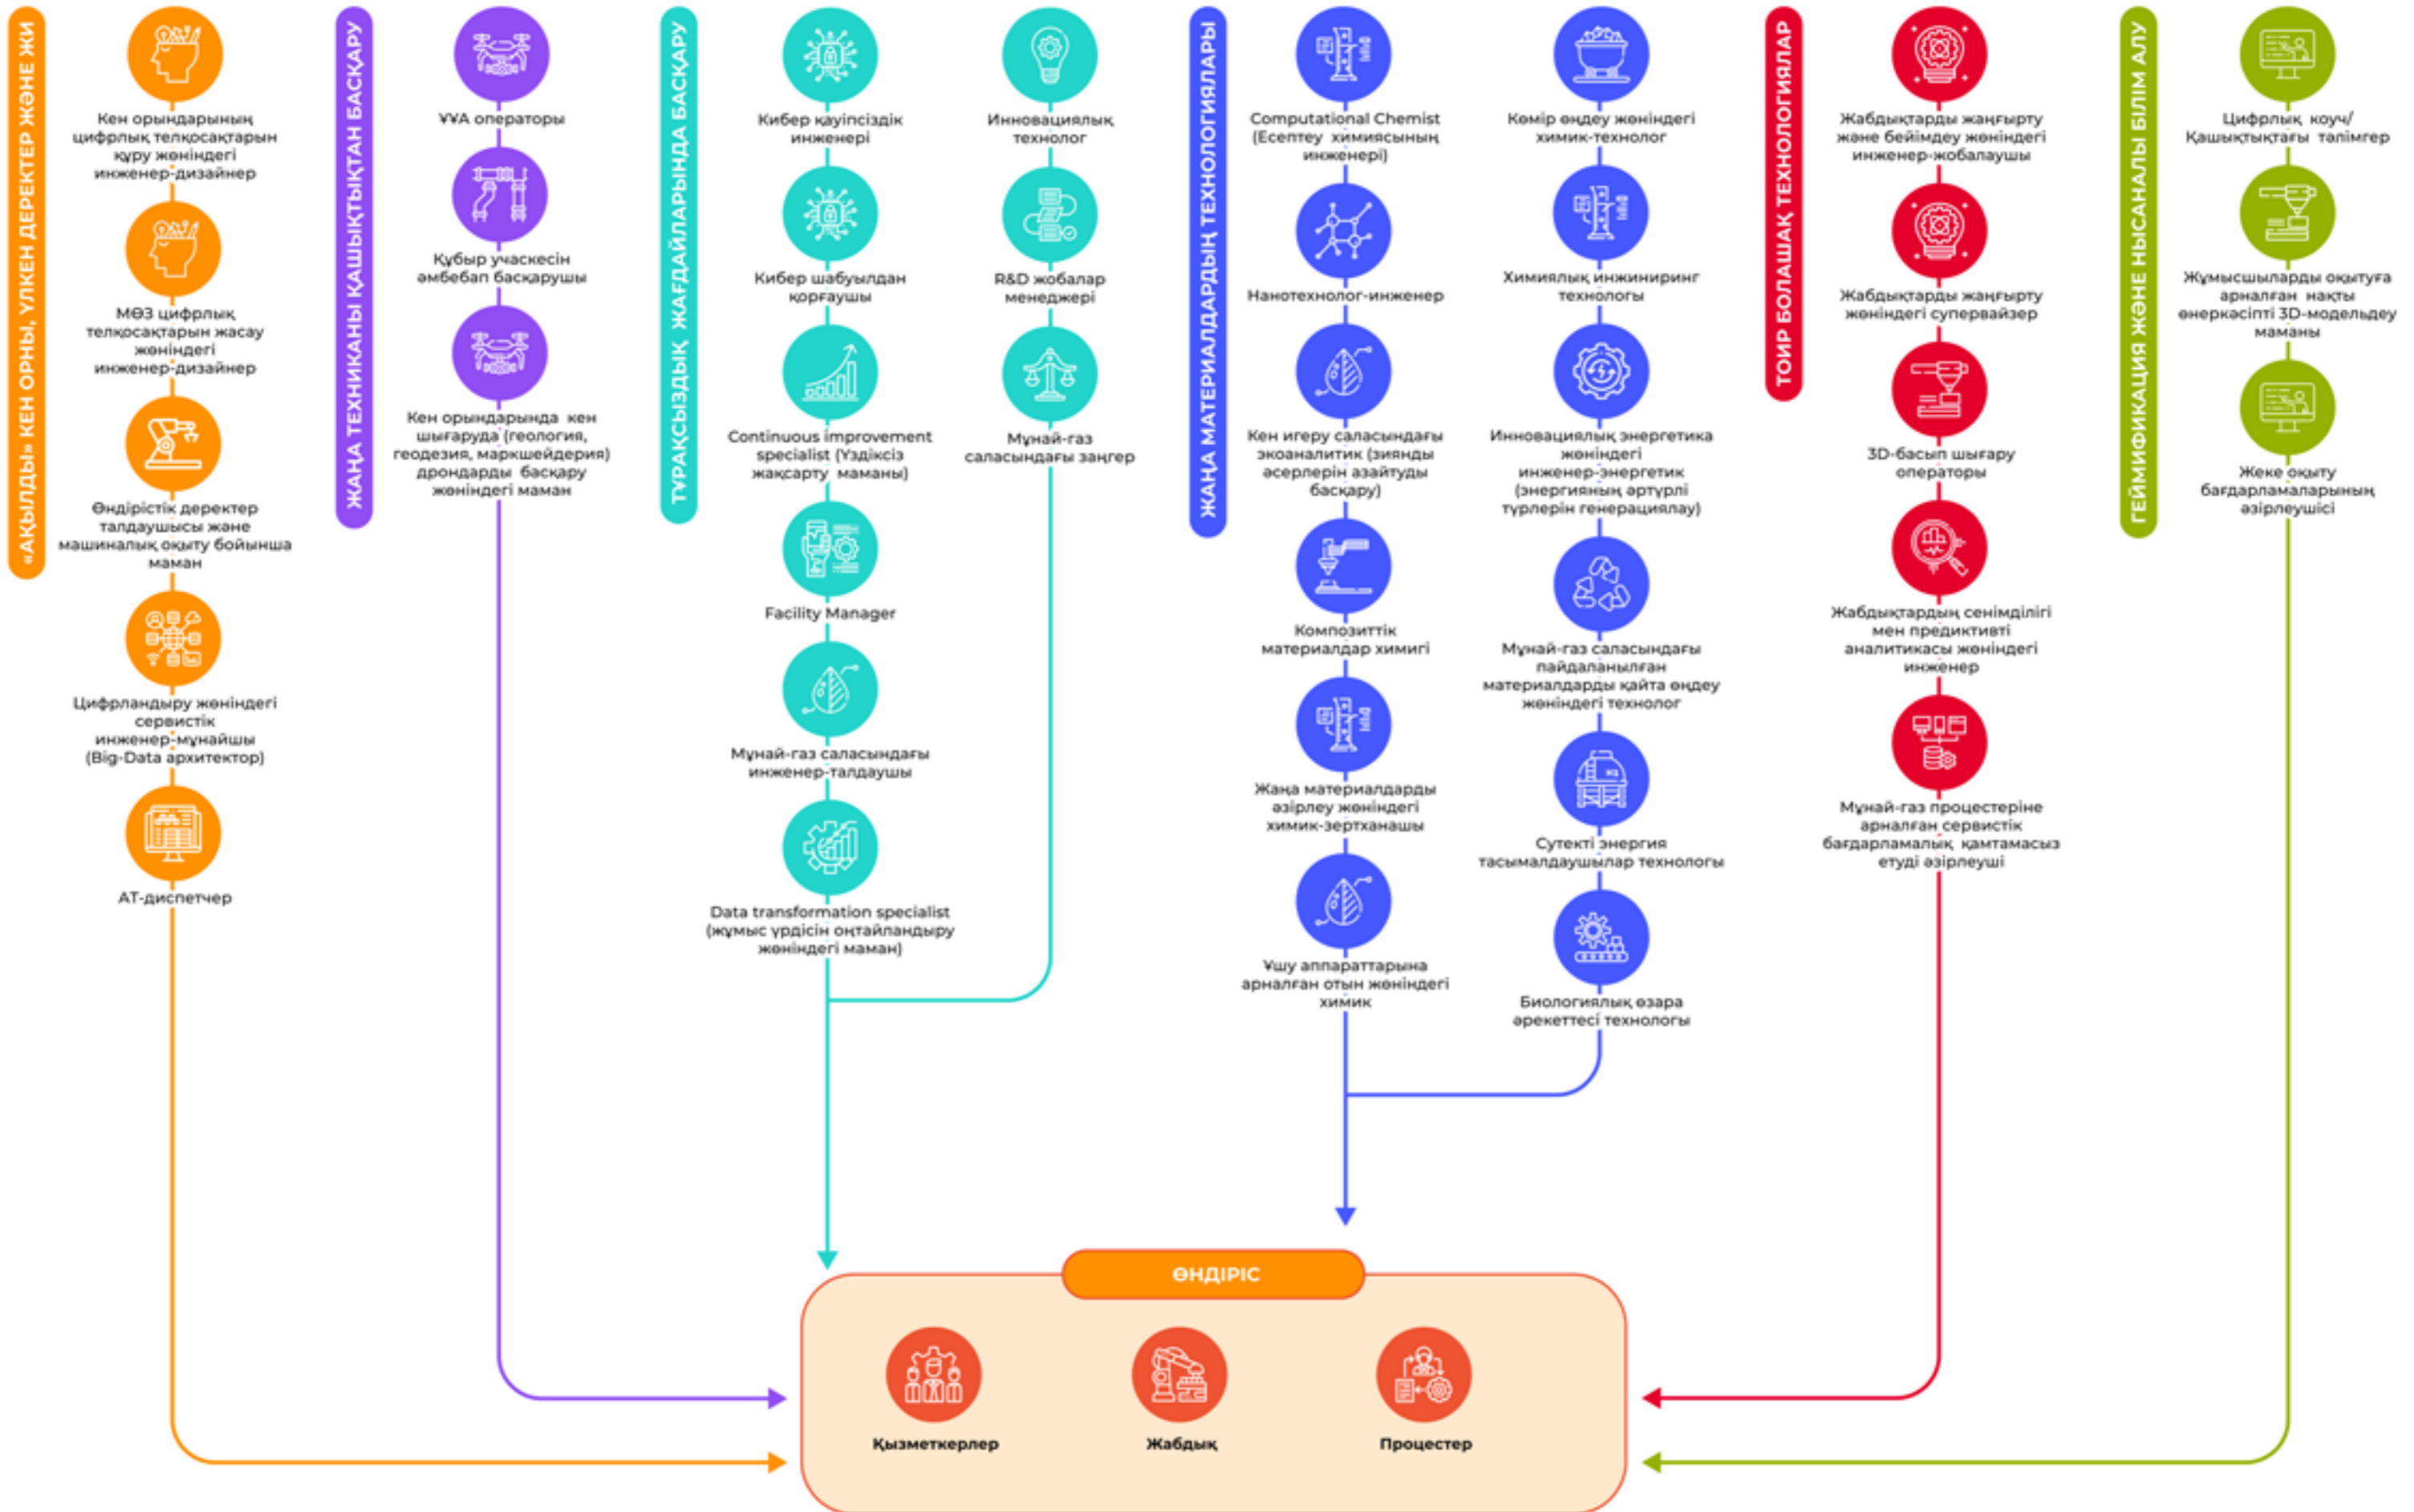 «АҚЫЛДЫ» КЕН ОРНЫ, ҮЛКЕН ДЕРЕКТЕР ЖӘНЕ ЖИ
Кен орындарының
цифрлық телқосақтарын
құру жөніндегі
инженер-дизайнер
МӨЗ цифрлық
телқосақтарын жасау
жөніндегі
инженер-дизайнер
Өндірістік деректер
талдаушысы және
машиналық оқыту бойынша
маман
Цифрландыру жөніндегі
сервистік
инженер-мұнайшы
(Big-Data архитектор)
АТ-диспетчер
ЖАҢА ТЕХНИКАНЫ ҚАШЫҚТЫҚТАН БАСҚАРУ
ҰҰА операторы
Құбыр учаскесін
әмбебап басқарушы
Кен орындарында кен
шығаруда (геология,
геодезия, маркшейдерия)
дрондарды басқару
жөніндегі маман
ТҰРАҚСЫЗДЫҚ ЖАҒДАЙЛАРЫНДА БАСҚАРУ
Кибер қауіпсіздік
инженері
Кибер шабуылдан
қорғаушы
Continuous improvement
specialist (Үздіксіз
жақсарту маманы)
Facility Manager
Мұнай-газ саласындағы
инженер-талдаушы
Data transformation specialist
(жұмыс үрдісін оңтайландыру
жөніндегі маман)
Инновациялық
технолог
R&D жобалар
менеджері
Мұнай-газ
саласындағы заңгер
ЖАҢА МАТЕРИАЛДАРДЫҢ ТЕХНОЛОГИЯЛАРЫ
Computational Chemist
(Есептеу химиясының
инженері)
Нанотехнолог-инженер
Кен игеру саласындағы
экоаналитик (зиянды
әсерлерін азайтуды
басқару)
Композиттік
материалдар химигі
Жаңа материалдарды
әзірлеу жөніндегі
химик-зертханашы
Ұшу аппараттарына
арналған отын жөніндегі
химик
Көмір өңдеу жөніндегі
химик-технолог
Химиялық инжиниринг
технологы
Инновациялық энергетика
жөніндегі
инженер-энергетик
(энергияның әртүрлі
түрлерін генерациялау)
Мұнай-газ саласындағы
пайдаланылған
материалдарды қайта өңдеу
жөніндегі технолог
H2
Сутекті энергия
тасымалдаушылар технологы
Биологиялық өзара
әрекеттесі технологы
ТОИР БОЛАШАҚ ТЕХНОЛОГИЯЛАР
Жабдықтарды жаңғырту
және бейімдеу жөніндегі
инженер-жобалаушы
Жабдықтарды жаңғырту
жөніндегі супервайзер
3D-басып шығару
операторы
Жабдықтардың сенімділігі
мен предиктивті
аналитикасы жөніндегі
инженер
Мұнай-газ процестеріне
арналған сервистік
бағдарламалық қамтамасыз
етуді әзірлеуші
ГЕЙМИФИКАЦИЯ ЖӘНЕ НЫСАНАЛЫ БІЛІМ АЛУ
Цифрлық коуч/
Қашықтықтағы тәлімгер
Жұмысшыларды оқытуға
арналған нақты
өнеркәсіпті 3D-модельдеу
маманы
Жеке оқыту
бағдарламаларының
әзірлеушісі
ӨНДІРІС
Қызметкерлер
Жабдық
Процестер